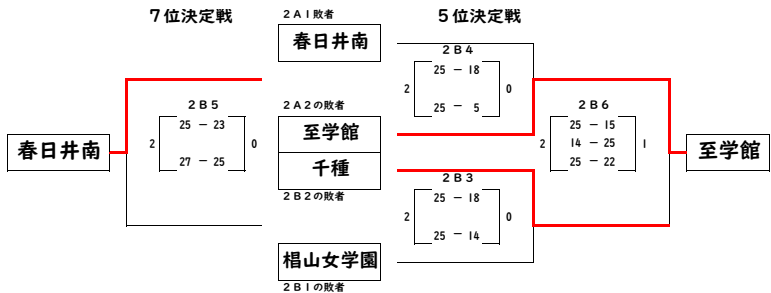 7位決定戦
2A1敗者
5位決定戦
春日井南
2B4
25 － 18
2
0
25 － 5
2B5
25 － 23
2
0
27 － 25
2A2の敗者
至学館
千種
2B2の敗者
2B6
25 － 15
2
14 － 25
1
25 － 22
春日井南
至学館
2B3
25 － 18
2
0
25 － 14
椙山女学園
2B1の敗者